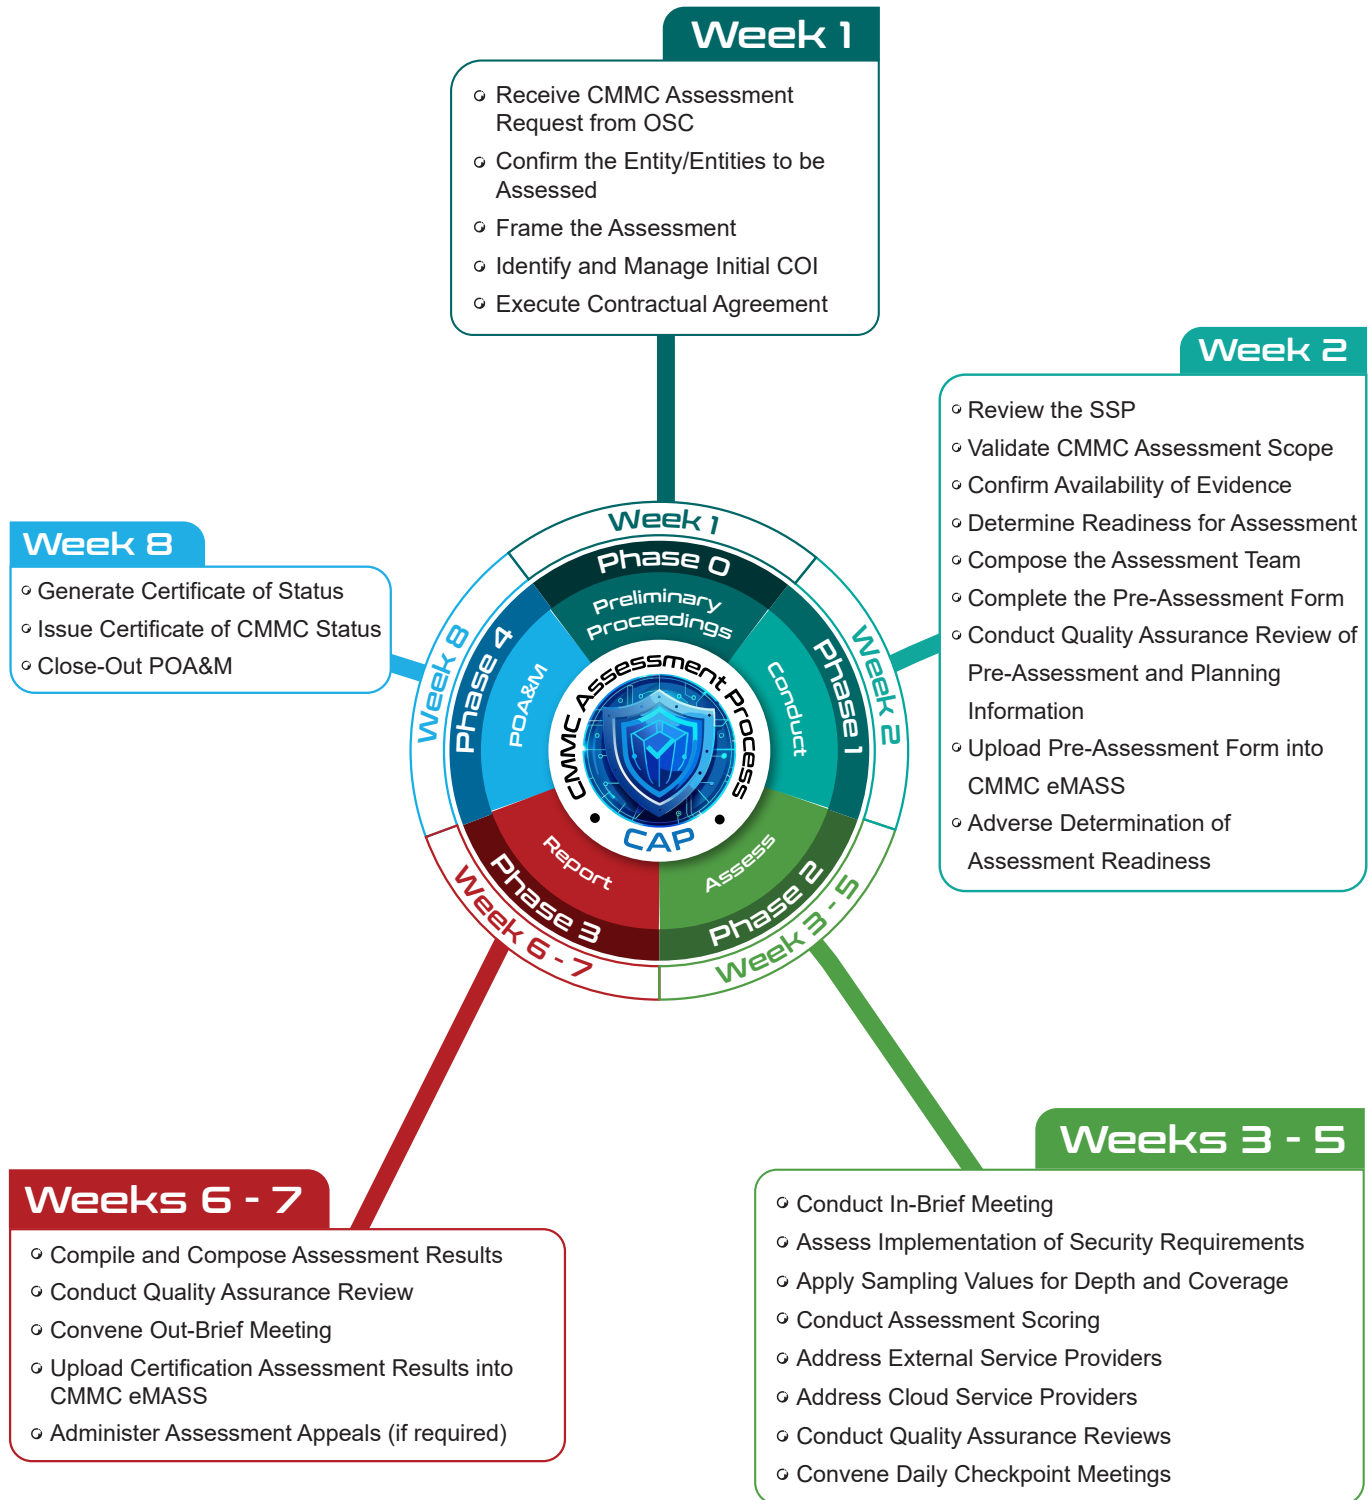 Week 1
Receive CMMC Assessment
Request from OSC
Confirm the Entity/Entities to be
Assessed
Frame the Assessment
Identify and Manage Initial COI
Execute Contractual Agreement
Week 2
Review the SSP
Validate CMMC Assessment Scope
Confirm Availability of Evidence
Determine Readiness for Assessment
Compose the Assessment Team
Complete the Pre-Assessment Form
Conduct Quality Assurance Review of
Pre-Assessment and Planning
Information
Upload Pre-Assessment Form into
CMMC eMASS
Adverse Determination of
Assessment Readiness
Week 8
Generate Certificate of Status
Issue Certificate of CMMC Status
Close-Out POA&M
Week 1
Phase 0
Preliminary
Proceedings
Week 2
Phase 1
Conduct
Week 3 - 5
Phase 2
Assess
Week 6 - 7
Phase 3
Report
Week 8
Phase 4
POA&M
CMMC Assessment Process
CAP
Weeks 3 - 5
Conduct In-Brief Meeting
Assess Implementation of Security Requirements
Apply Sampling Values for Depth and Coverage
Conduct Assessment Scoring
Address External Service Providers
Address Cloud Service Providers
Conduct Quality Assurance Reviews
Convene Daily Checkpoint Meetings
Weeks 6 - 7
Compile and Compose Assessment Results
Conduct Quality Assurance Review
Convene Out-Brief Meeting
Upload Certification Assessment Results into
CMMC eMASS
Administer Assessment Appeals (if required)